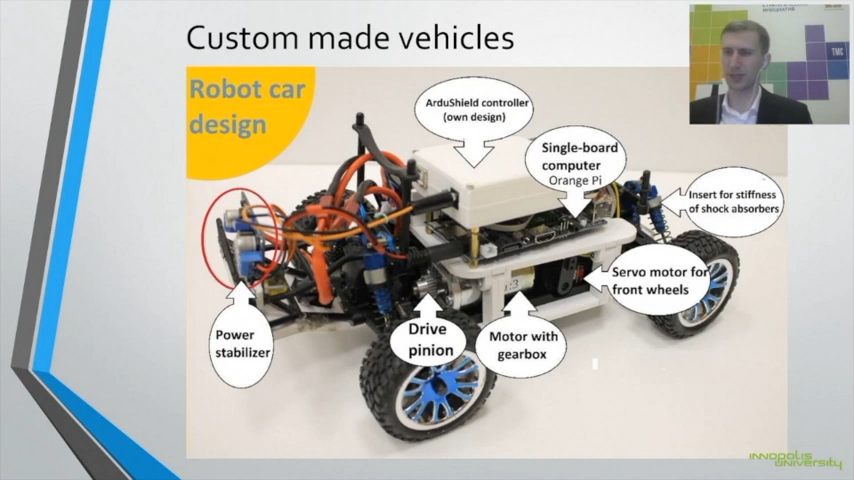 Custom made vehicles
Robot car
design
ArduShield controller
(own design)
Single-board
computer
Orange Pi
Insert for stiffness
of shock absorbers
Servo motor for
front wheels
Power
stabilizer
Drive
pinion
Motor with
gearbox
ТМС
INNOPOLIS
UNIVERSITY